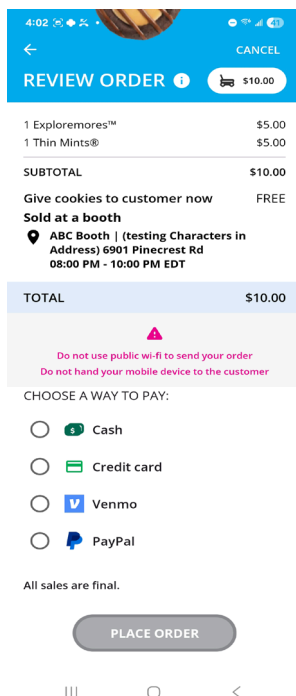 4:02
41
CANCEL
REVIEW ORDER i $10.00
1 Exploremores™ $5.00
1 Thin Mints® $5.00
SUBTOTAL $10.00
Give cookies to customer now FREE
Sold at a booth
ABC Booth | (testing Characters in
Address) 6901 Pinecrest Rd
08:00 PM - 10:00 PM EDT
TOTAL $10.00
Do not use public wi-fi to send your order
Do not hand your mobile device to the customer
CHOOSE A WAY TO PAY:
Cash
Credit card
Venmo
PayPal
All sales are final.
PLACE ORDER